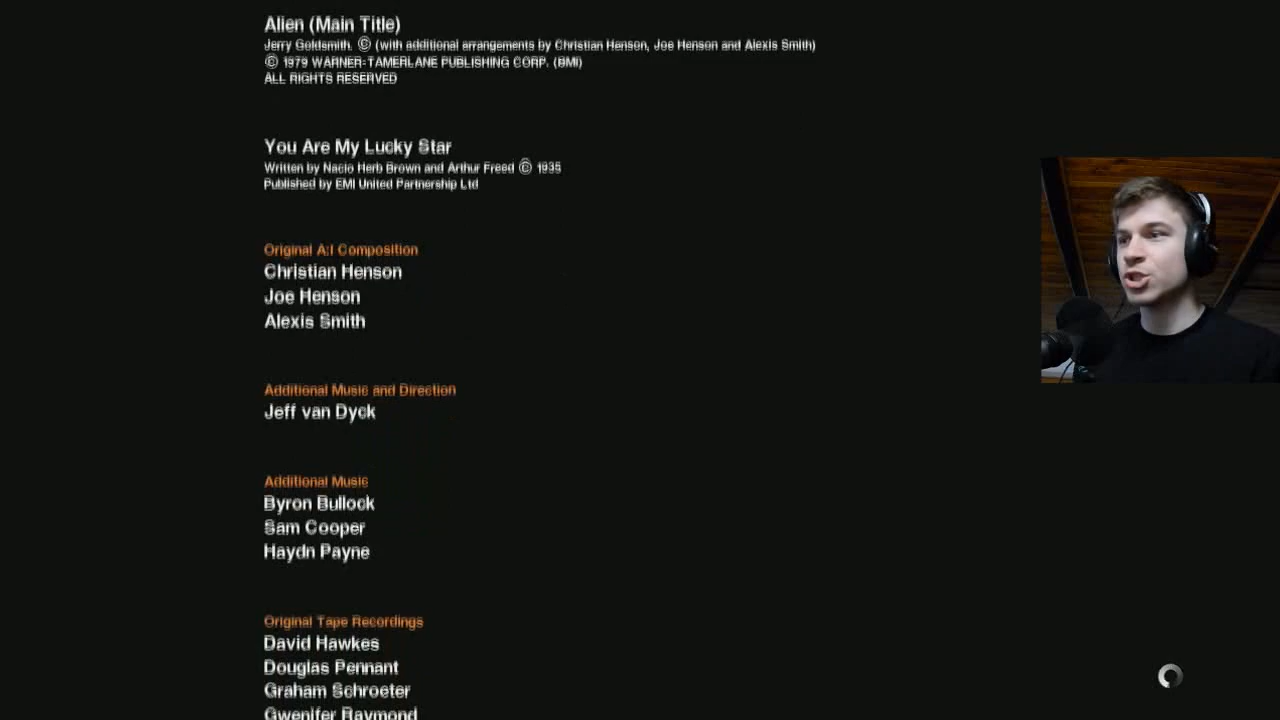 Alien (Main Title)
Jerry Goldsmith. © (with additional arrangements by Christian Henson, Joe Henson and Alexis Smith)
© 1979 WARNER-TAMERLANE PUBLISHING CORP. (BMI)
ALL RIGHTS RESERVED
You Are My Lucky Star
Written by Nacio Herb Brown and Arthur Freed © 1935
Published by EMI United Partnership Ltd
Original A:I Composition
Christian Henson
Joe Henson
Alexis Smith
Additional Music and Direction
Jeff van Dyck
Additional Music
Byron Bullock
Sam Cooper
Haydn Payne
Original Tape Recordings
David Hawkes
Douglas Pennant
Graham Schroeter
Gwenifer Raymond